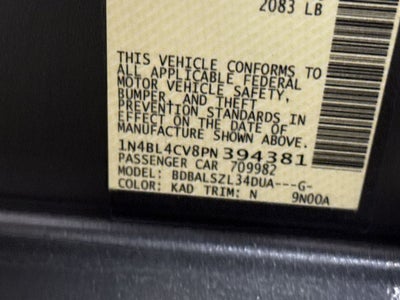 2083 LB
THIS VEHICLE CONFORMS TO
ALL APPLICABLE FEDERAL
MOTOR VEHICLE SAFETY,
BUMPER, AND THEFT
PREVENTION STANDARDS IN
EFFECT ON THE DATE OF
MANUFACTURE SHOWN ABOVE.
1N4BL4CV8PN394381
PASSENGER CAR 709982
MODEL: BDBALSZL34DUA---G-
COLOR: KAD TRIM: N 9N00A